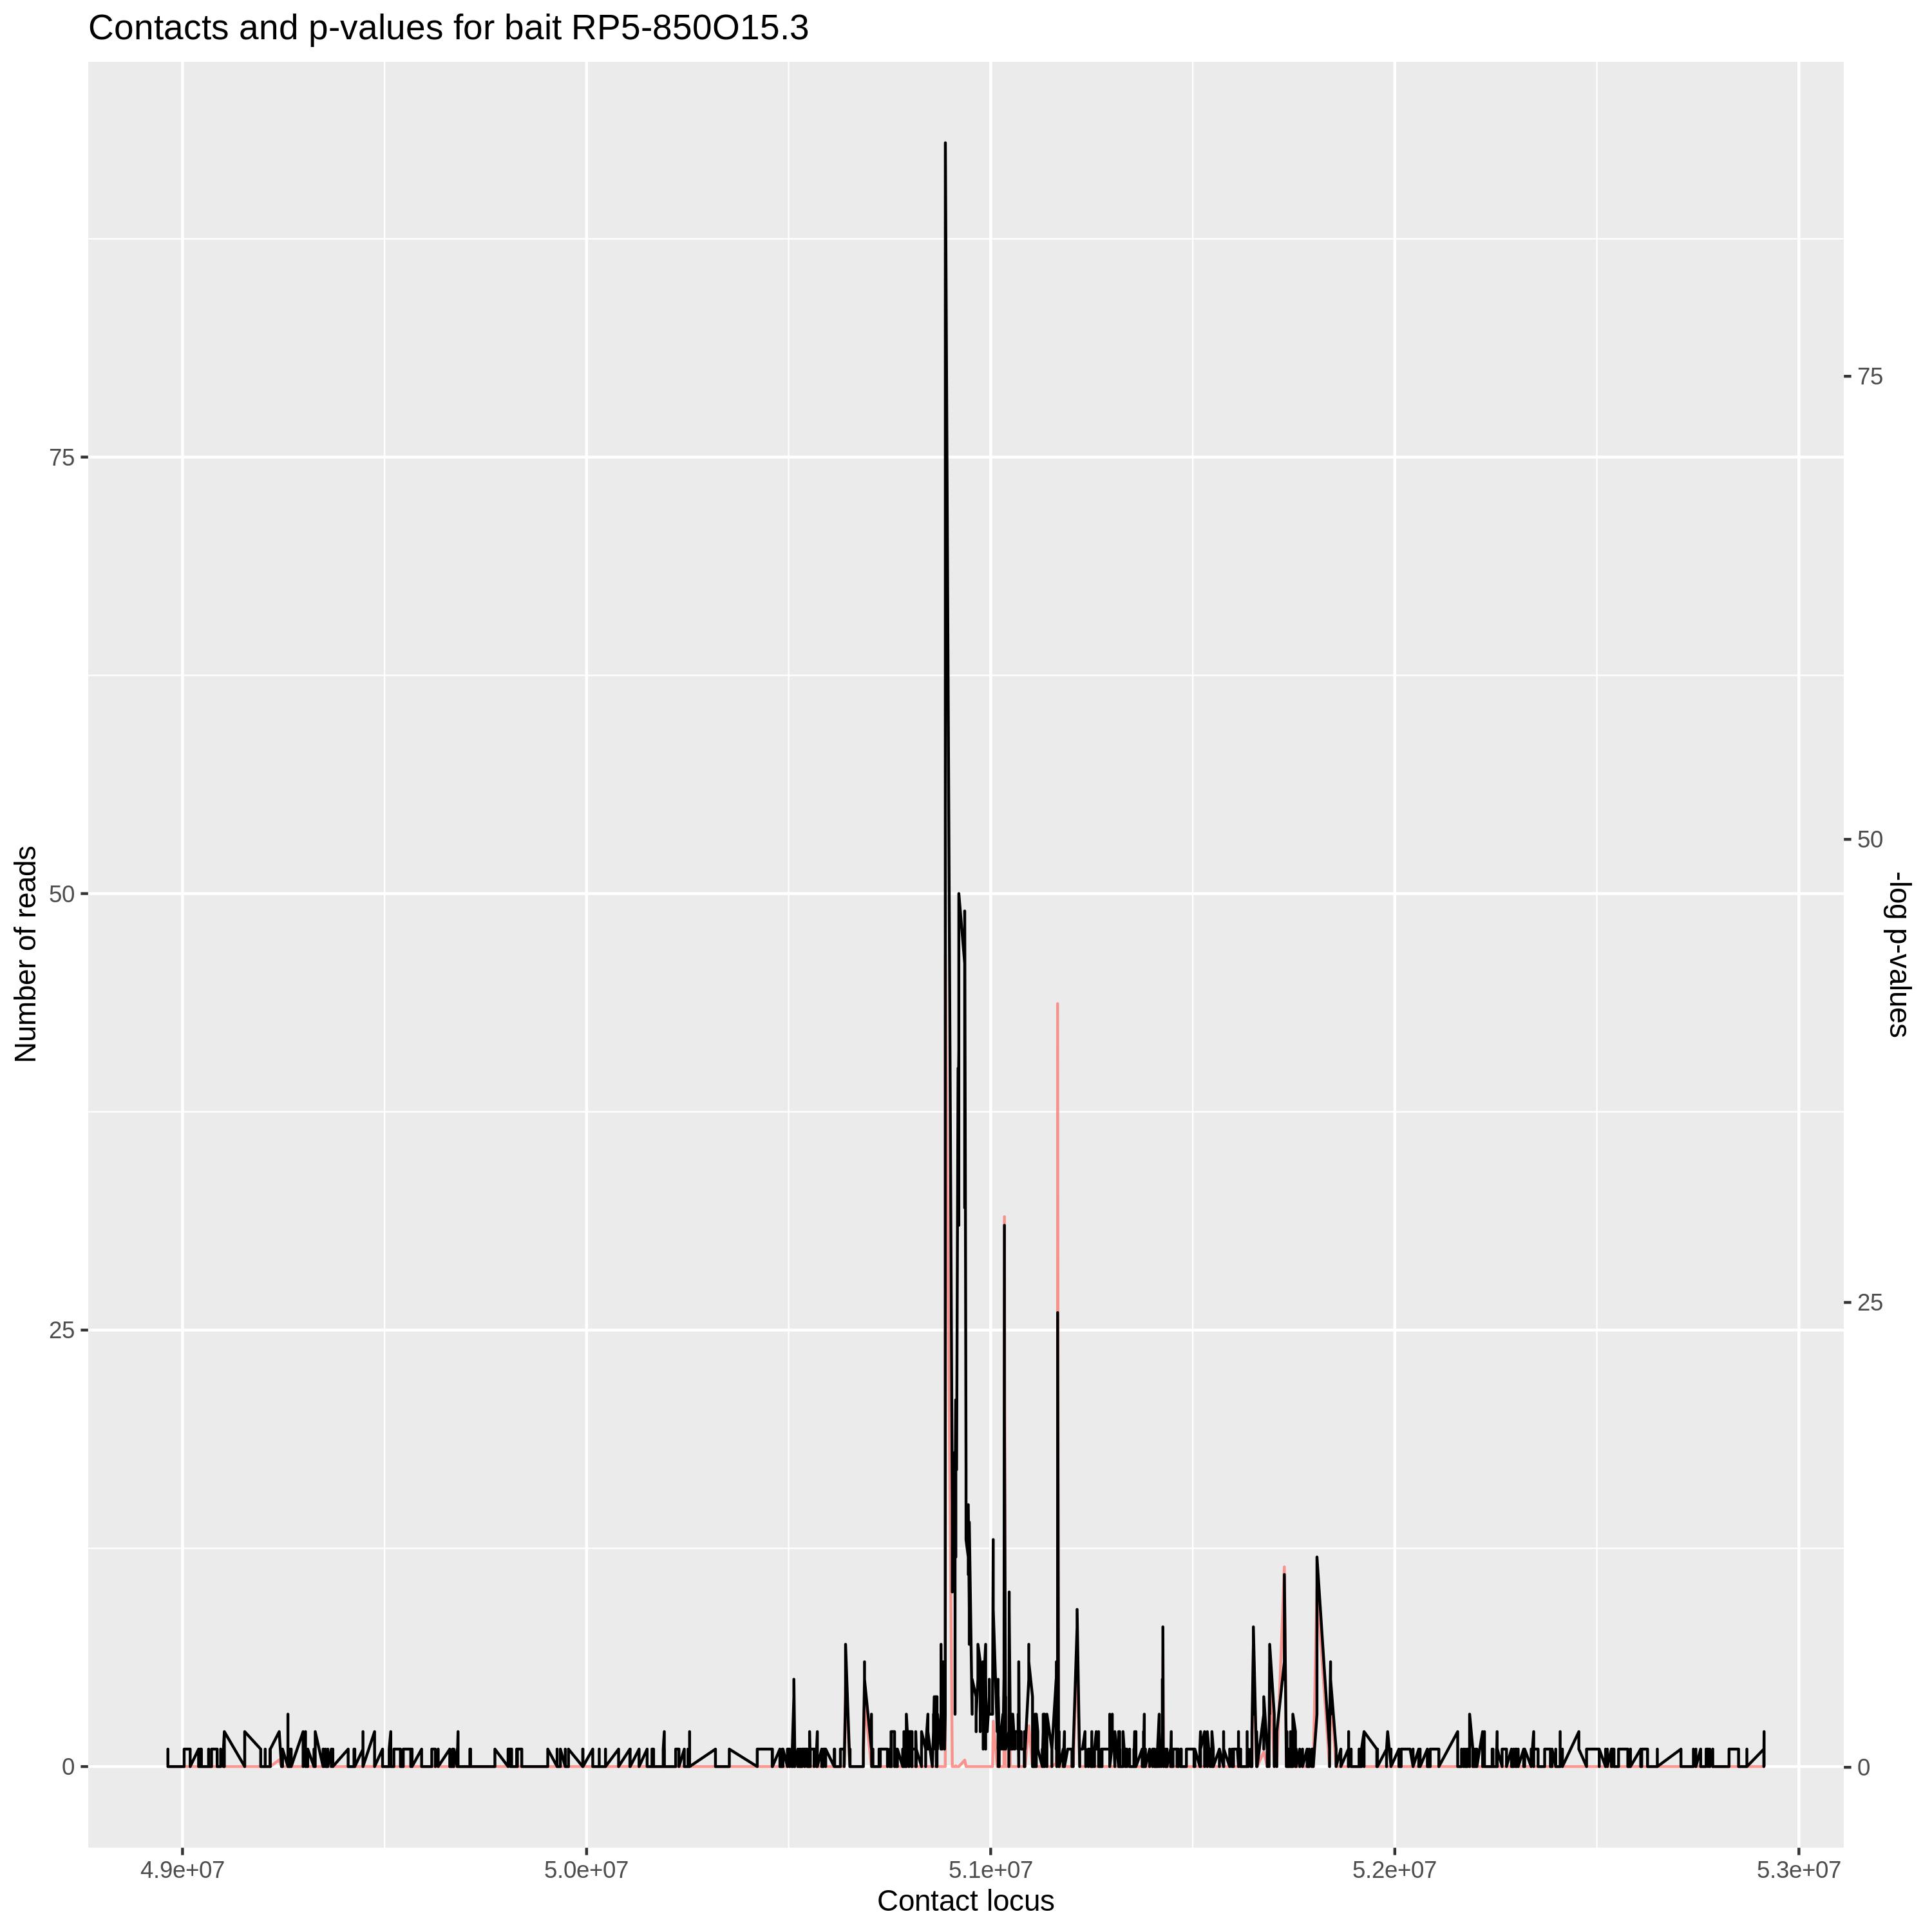 Contacts and p-values for bait RP5-850O15.3
75
50
25
0
Number of reads
75
50
25
0
-log p-values
4.9e+07 5.0e+07 5.1e+07 5.2e+07 5.3e+07
Contact locus